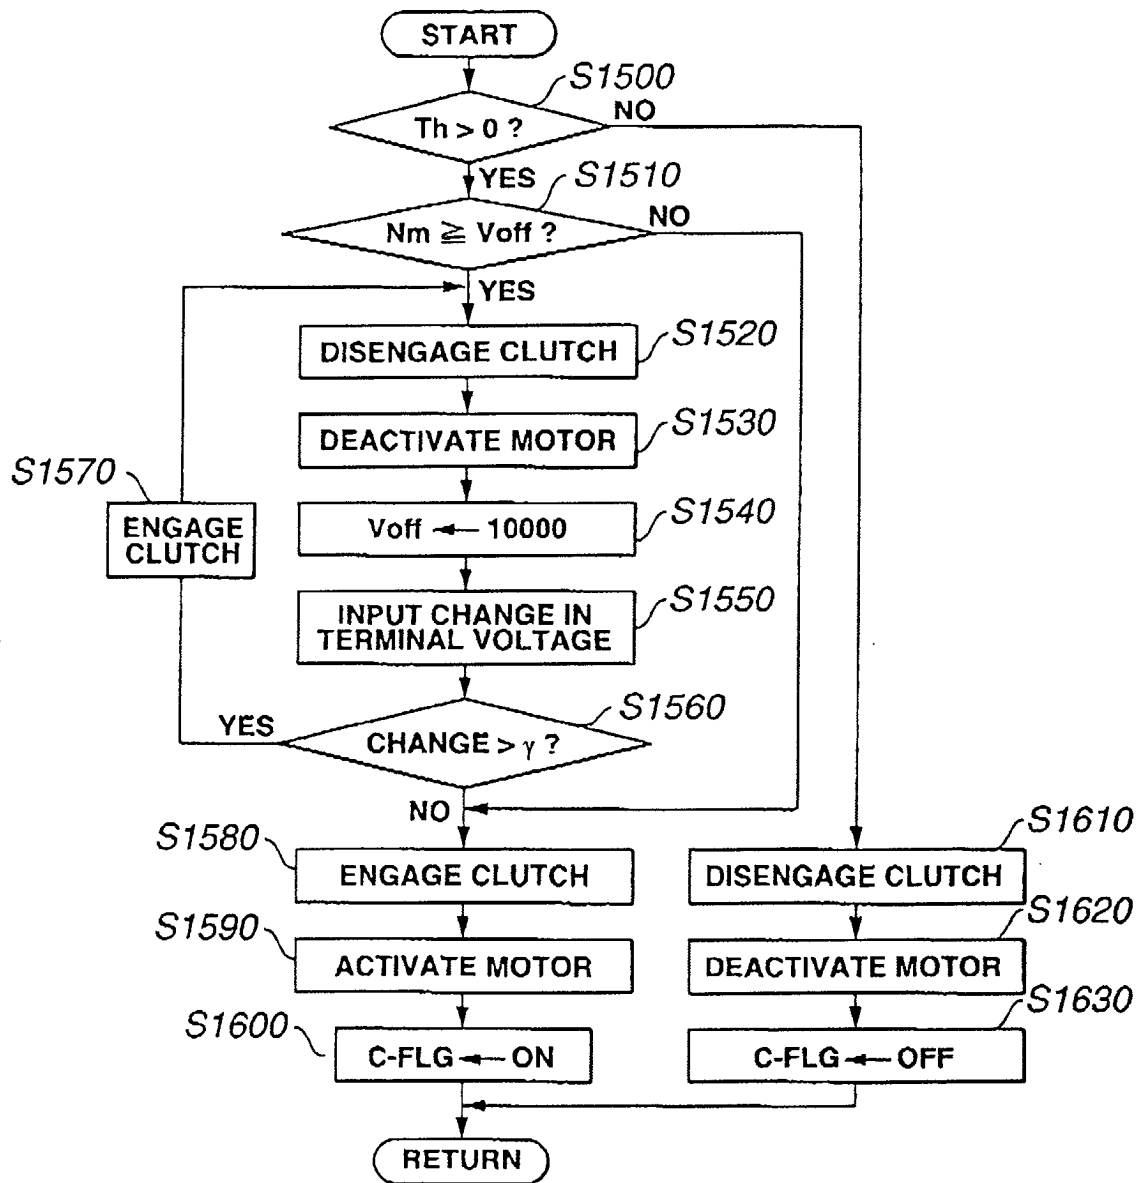 START
S1500
Th > 0 ?
NO
YES
S1510
Nm ≧ Voff ?
NO
YES
DISENGAGE CLUTCH
S1520
DEACTIVATE MOTOR
S1530
S1570
ENGAGE
CLUTCH
Voff ← 10000
S1540
INPUT CHANGE IN
TERMINAL VOLTAGE
S1550
S1560
YES
CHANGE > γ ?
NO
S1580
ENGAGE CLUTCH
S1610
DISENGAGE CLUTCH
S1590
ACTIVATE MOTOR
S1620
DEACTIVATE MOTOR
S1600
C-FLG ← ON
S1630
C-FLG ← OFF
RETURN